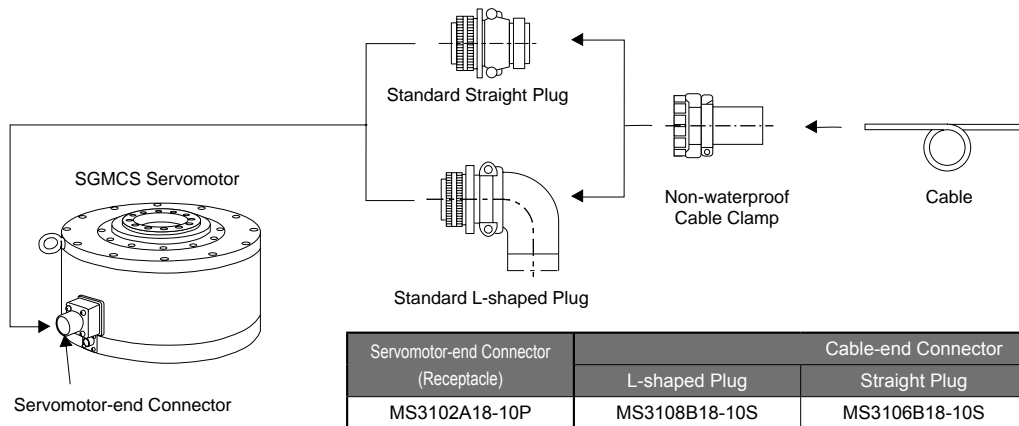 Standard Straight Plug
SGMCS Servomotor
Non-waterproof
Cable Clamp
Cable
Standard L-shaped Plug
Servomotor-end Connector
Servomotor-end Connector
(Receptacle)
Cable-end Connector
L-shaped Plug
Straight Plug
MS3102A18-10P
MS3108B18-10S
MS3106B18-10S